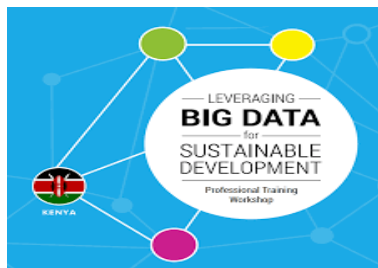 LEVERAGING
BIG DATA
for
SUSTAINABLE
DEVELOPMENT
Professional Training
Workshop
KENYA